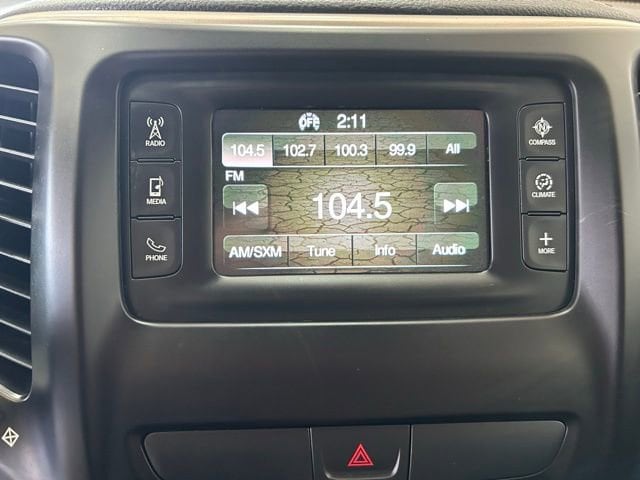 OFF 2:11
RADIO
104.5 102.7 100.3 99.9 All
N
COMPASS
FM
MEDIA
104.5
CLIMATE
PHONE
AM/SXM Tune Info Audio
MORE